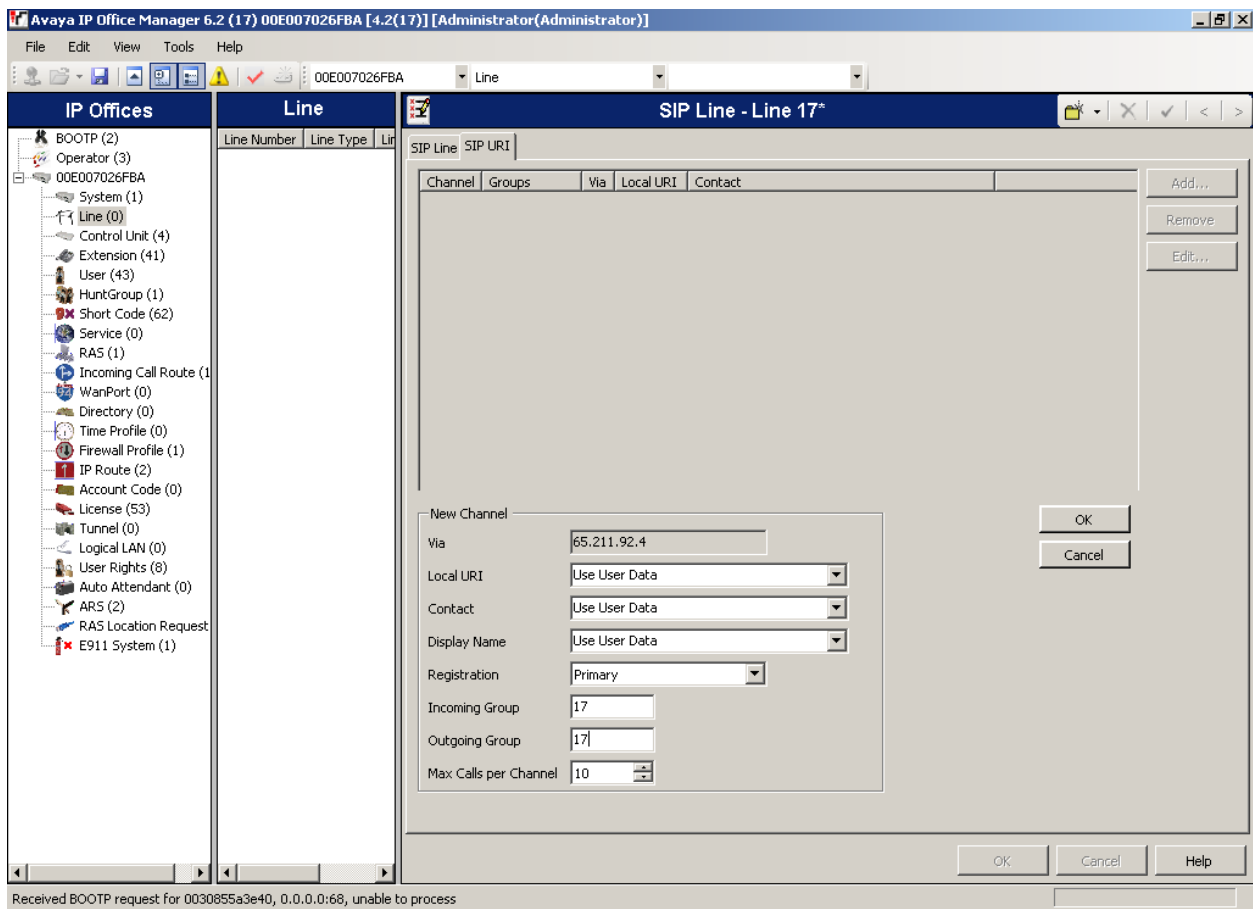 Avaya IP Office Manager 6.2 (17) 00E007026FBA [4.2(17)] [Administrator(Administrator)]
File Edit View Tools Help
00E007026FBA Line
IP Offices
BOOTP (2)
Operator (3)
00E007026FBA
System (1)
Line (0)
Control Unit (4)
Extension (41)
User (43)
HuntGroup (1)
Short Code (62)
Service (0)
RAS (1)
Incoming Call Route (1
WanPort (0)
Directory (0)
Time Profile (0)
Firewall Profile (1)
IP Route (2)
Account Code (0)
License (53)
Tunnel (0)
Logical LAN (0)
User Rights (8)
Auto Attendant (0)
ARS (2)
RAS Location Request
E911 System (1)
Line
Line Number Line Type Lin
SIP Line - Line 17*
SIP Line SIP URI
Channel Groups Via Local URI Contact
Add...
Remove
Edit...
New Channel
Via 65.211.92.4
Local URI Use User Data
Contact Use User Data
Display Name Use User Data
Registration Primary
Incoming Group 17
Outgoing Group 17
Max Calls per Channel 10
OK
Cancel
OK Cancel Help
Received BOOTP request for 0030855a3e40, 0.0.0.0:68, unable to process